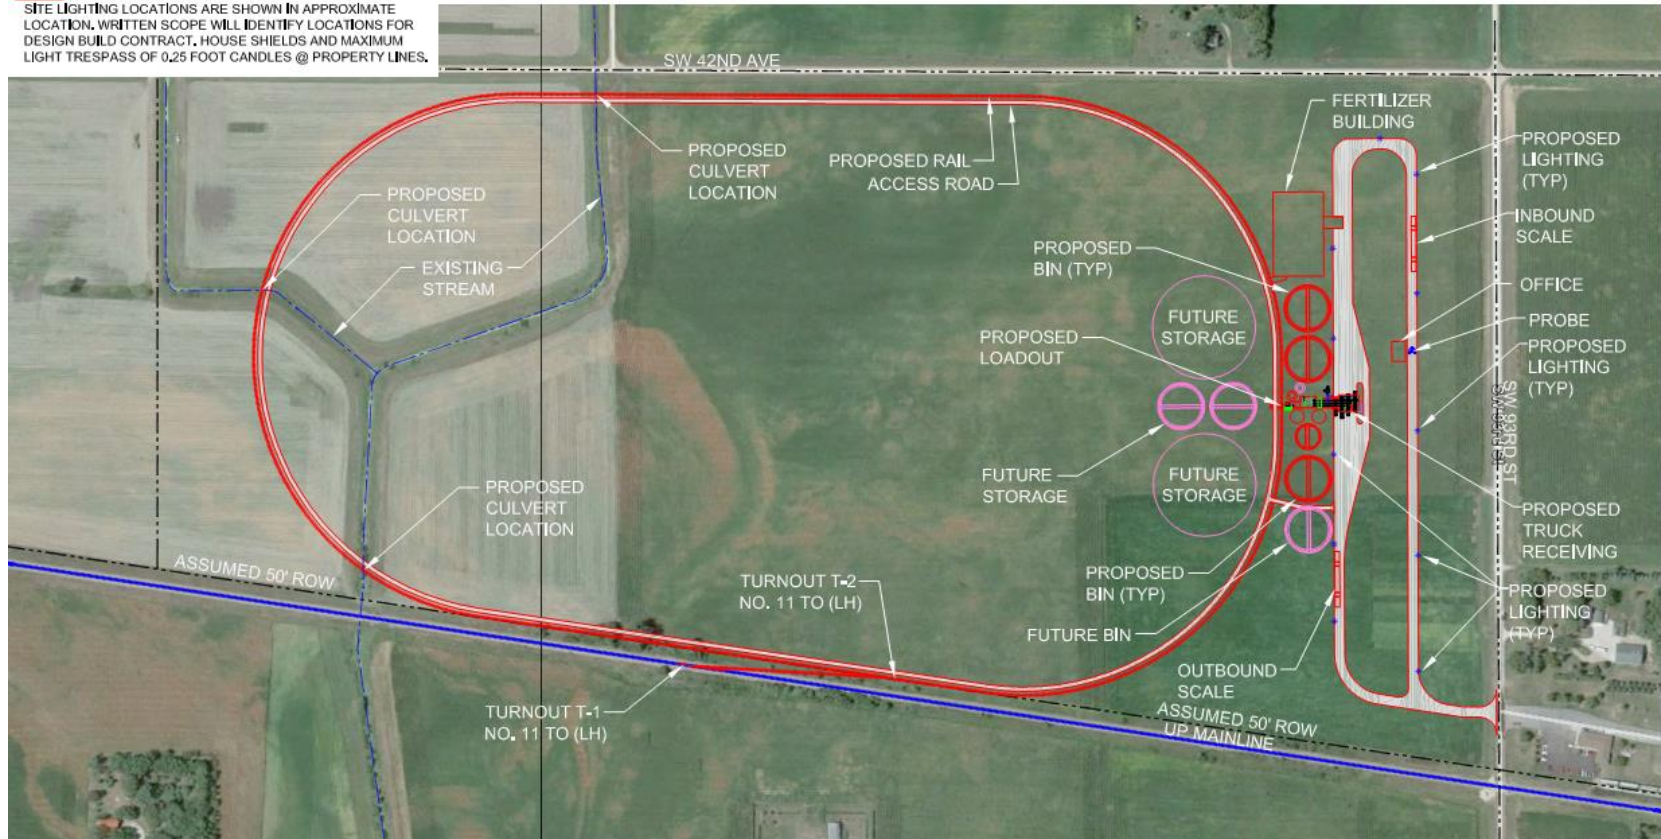 SITE LIGHTING LOCATIONS ARE SHOWN IN APPROXIMATE
LOCATION. WRITTEN SCOPE WILL IDENTIFY LOCATIONS FOR
DESIGN BUILD CONTRACT. HOUSE SHIELDS AND MAXIMUM
LIGHT TRESPASS OF 0.25 FOOT CANDLES @ PROPERTY LINES.
SW 42ND AVE
FERTILIZER
BUILDING
PROPOSED
LIGHTING
(TYP)
PROPOSED
CULVERT
LOCATION
PROPOSED RAIL
ACCESS ROAD
PROPOSED
CULVERT
LOCATION
INBOUND
SCALE
PROPOSED
BIN (TYP)
EXISTING
STREAM
OFFICE
FUTURE
STORAGE
PROBE
PROPOSED
LOADOUT
PROPOSED
LIGHTING
(TYP)
SW 93RD ST
FUTURE
STORAGE
FUTURE
STORAGE
PROPOSED
CULVERT
LOCATION
PROPOSED
TRUCK
RECEIVING
ASSUMED 50' ROW
TURNOUT T-2
NO. 11 TO (LH)
PROPOSED
BIN (TYP)
PROPOSED
LIGHTING
(TYP)
FUTURE BIN
OUTBOUND
SCALE
TURNOUT T-1
NO. 11 TO (LH)
ASSUMED 50' ROW
UP MAINLINE